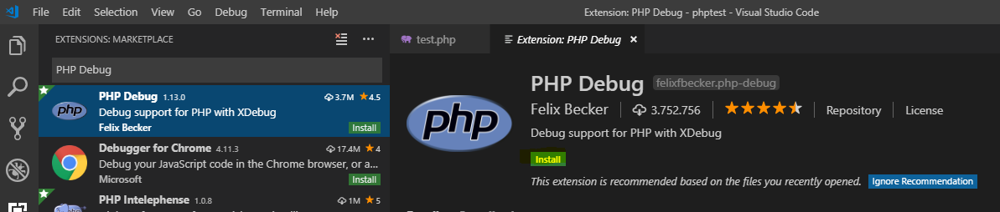 File Edit Selection View Go Debug Terminal Help Extension: PHP Debug - phptest - Visual Studio Code
EXTENSIONS: MARKETPLACE
PHP Debug
PHP Debug 1.13.0 3.7M 4.5
Debug support for PHP with XDebug
Felix Becker Install
Debugger for Chrome 4.11.3 17.4M 4
Debug your JavaScript code in the Chrome browser, or a...
Microsoft Install
PHP Intelephense 1.0.8 1M 5
test.php Extension: PHP Debug
php
PHP Debug felixfbecker.php-debug
Felix Becker 3.752.756 Repository License
Debug support for PHP with XDebug
Install
This extension is recommended based on the files you recently opened. Ignore Recommendation